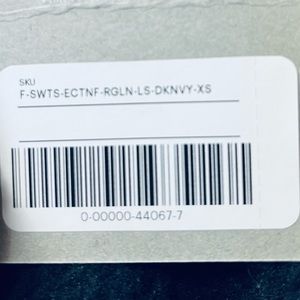 SKU
F-SWTS-ECTNF-RGLN-LS-DKNVY-XS
0-00000-44067-7